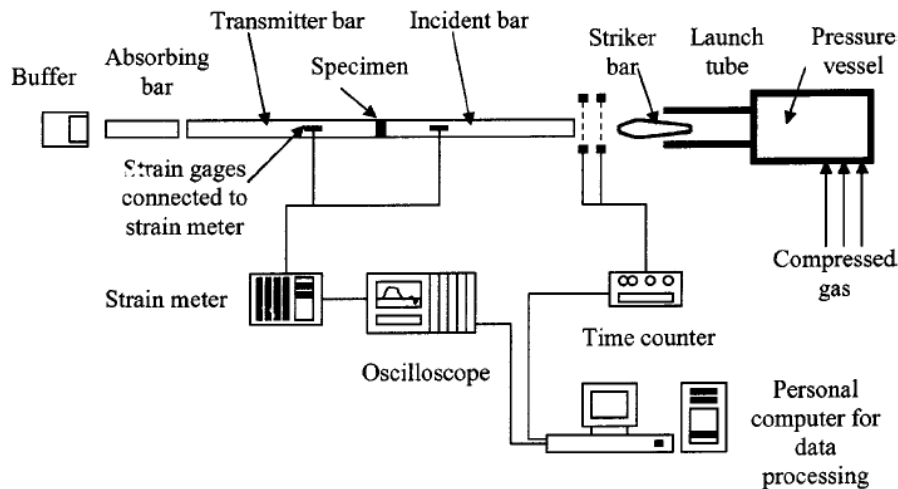 Buffer
Absorbing
bar
Transmitter bar
Specimen
Incident bar
Striker
bar
Launch
tube
Pressure
vessel
Strain gages
connected to
strain meter
Compressed
gas
Strain meter
Oscilloscope
Time counter
Personal
computer for
data
processing